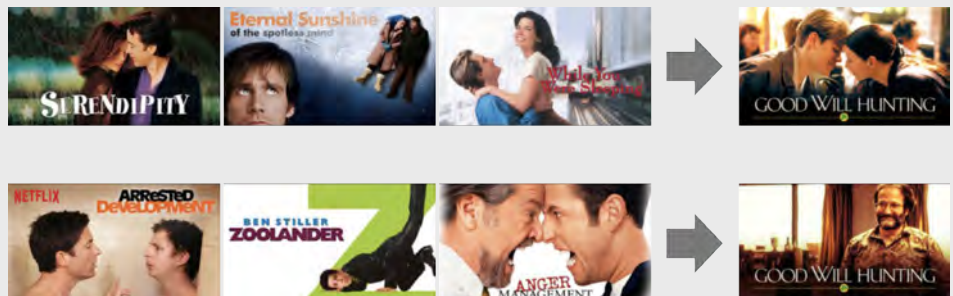 SERENDIPITY
Eternal Sunshine
of the spotless mind
While You
Were Sleeping
GOOD WILL HUNTING
NETFLIX
ARReSTeD
DeVeLOPMeNT
BEN STILLER
ZOOLANDER
ANGER
MANAGEMENT
GOOD WILL HUNTING